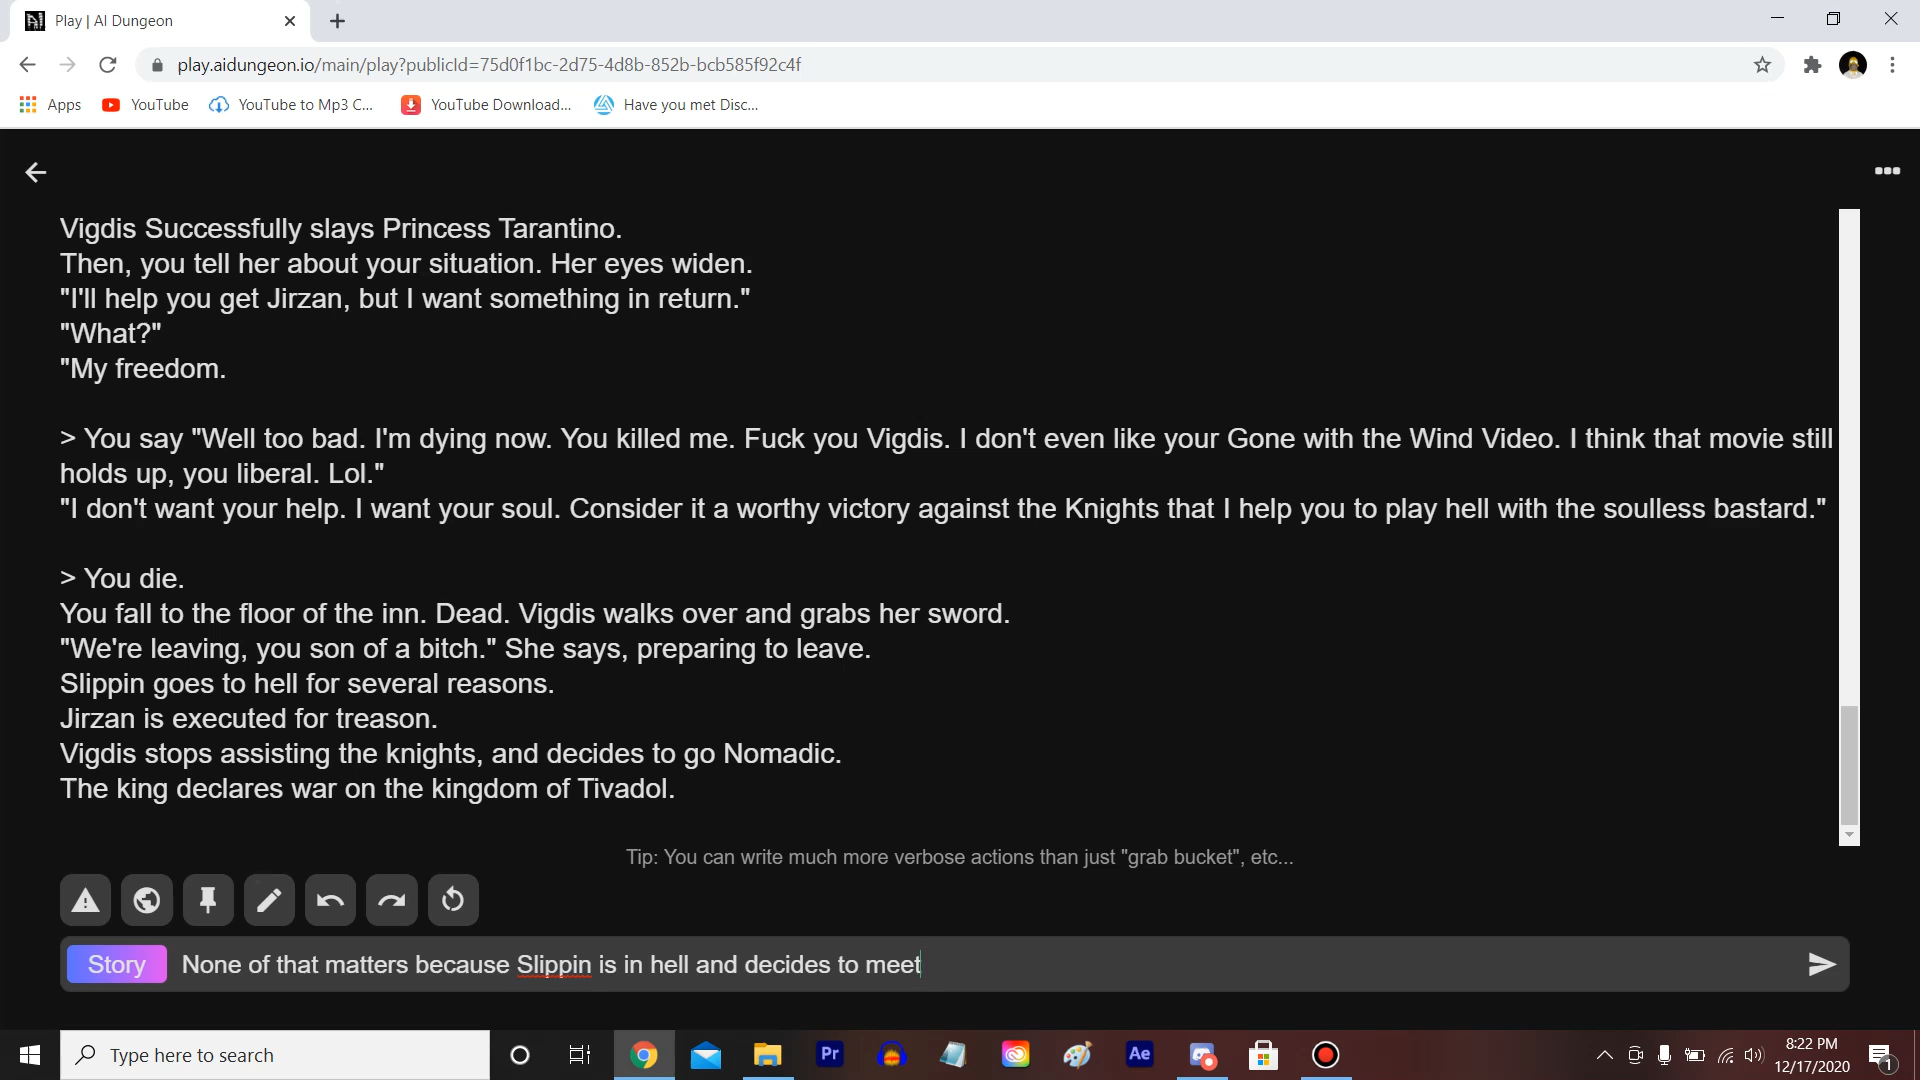 Play | AI Dungeon
play.aidungeon.io/main/play?publicId=75d0f1bc-2d75-4d8b-852b-bcb585f92c4f
Apps YouTube YouTube to Mp3 C... YouTube Download... Have you met Disc...
Vigdis Successfully slays Princess Tarantino.
Then, you tell her about your situation. Her eyes widen.
"I'll help you get Jirzan, but I want something in return."
"What?"
"My freedom.
> You say "Well too bad. I'm dying now. You killed me. Fuck you Vigdis. I don't even like your Gone with the Wind Video. I think that movie still
holds up, you liberal. Lol."
"I don't want your help. I want your soul. Consider it a worthy victory against the Knights that I help you to play hell with the soulless bastard."
> You die.
You fall to the floor of the inn. Dead. Vigdis walks over and grabs her sword.
"We're leaving, you son of a bitch." She says, preparing to leave.
Slippin goes to hell for several reasons.
Jirzan is executed for treason.
Vigdis stops assisting the knights, and decides to go Nomadic.
The king declares war on the kingdom of Tivadol.
Tip: You can write much more verbose actions than just "grab bucket", etc...
Story None of that matters because Slippin is in hell and decides to meet
Type here to search
Pr
Ae
8:22 PM
12/17/2020
1